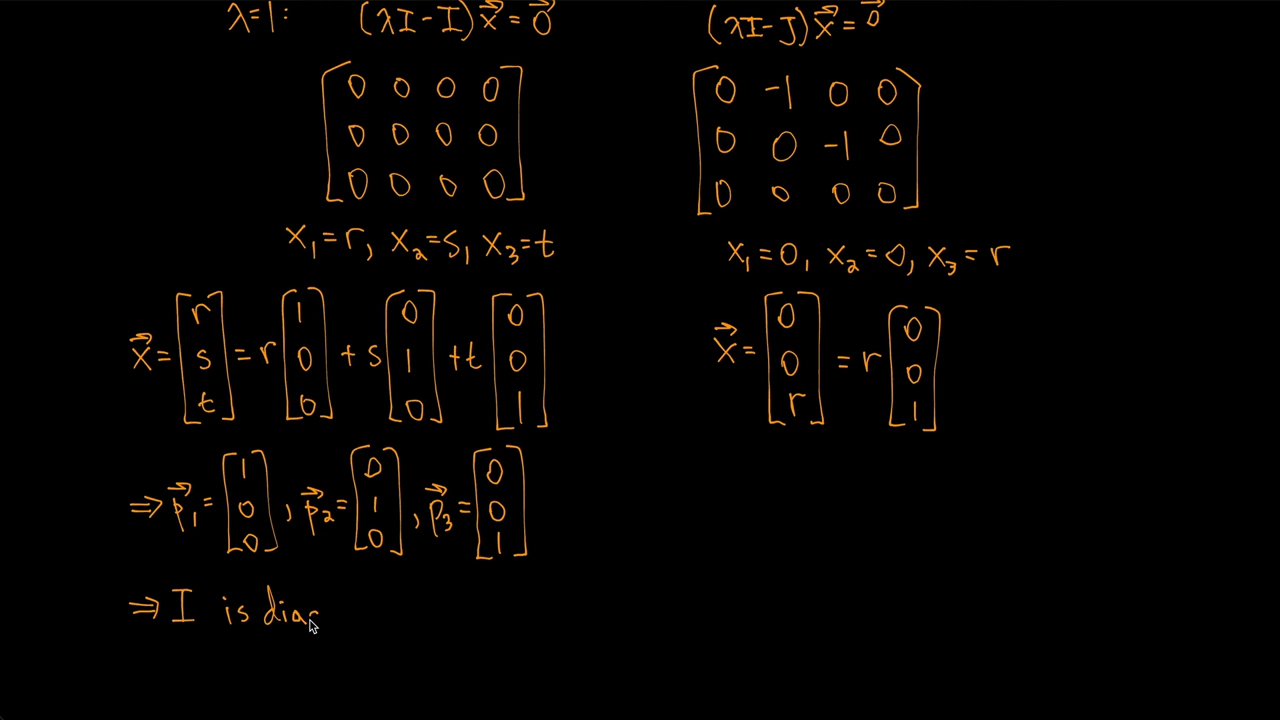 λ=1: (λI-I)x⃗=0⃗ (λI-J)x⃗=0⃗
[0 0 0 0] [0 -1 0 0]
[0 0 0 0] [0 0 -1 0]
[0 0 0 0] [0 0 0 0]
x₁=r, x₂=s, x₃=t
x₁=0, x₂=0, x₃=r
x⃗=[r s t]=r[1 0 0]+s[0 1 0]+t[0 0 1]
x⃗=[0 0 r]=r[0 0 1]
⇒p⃗₁=[1 0 0], p⃗₂=[0 1 0], p⃗₃=[0 0 1]
⇒ I is diag